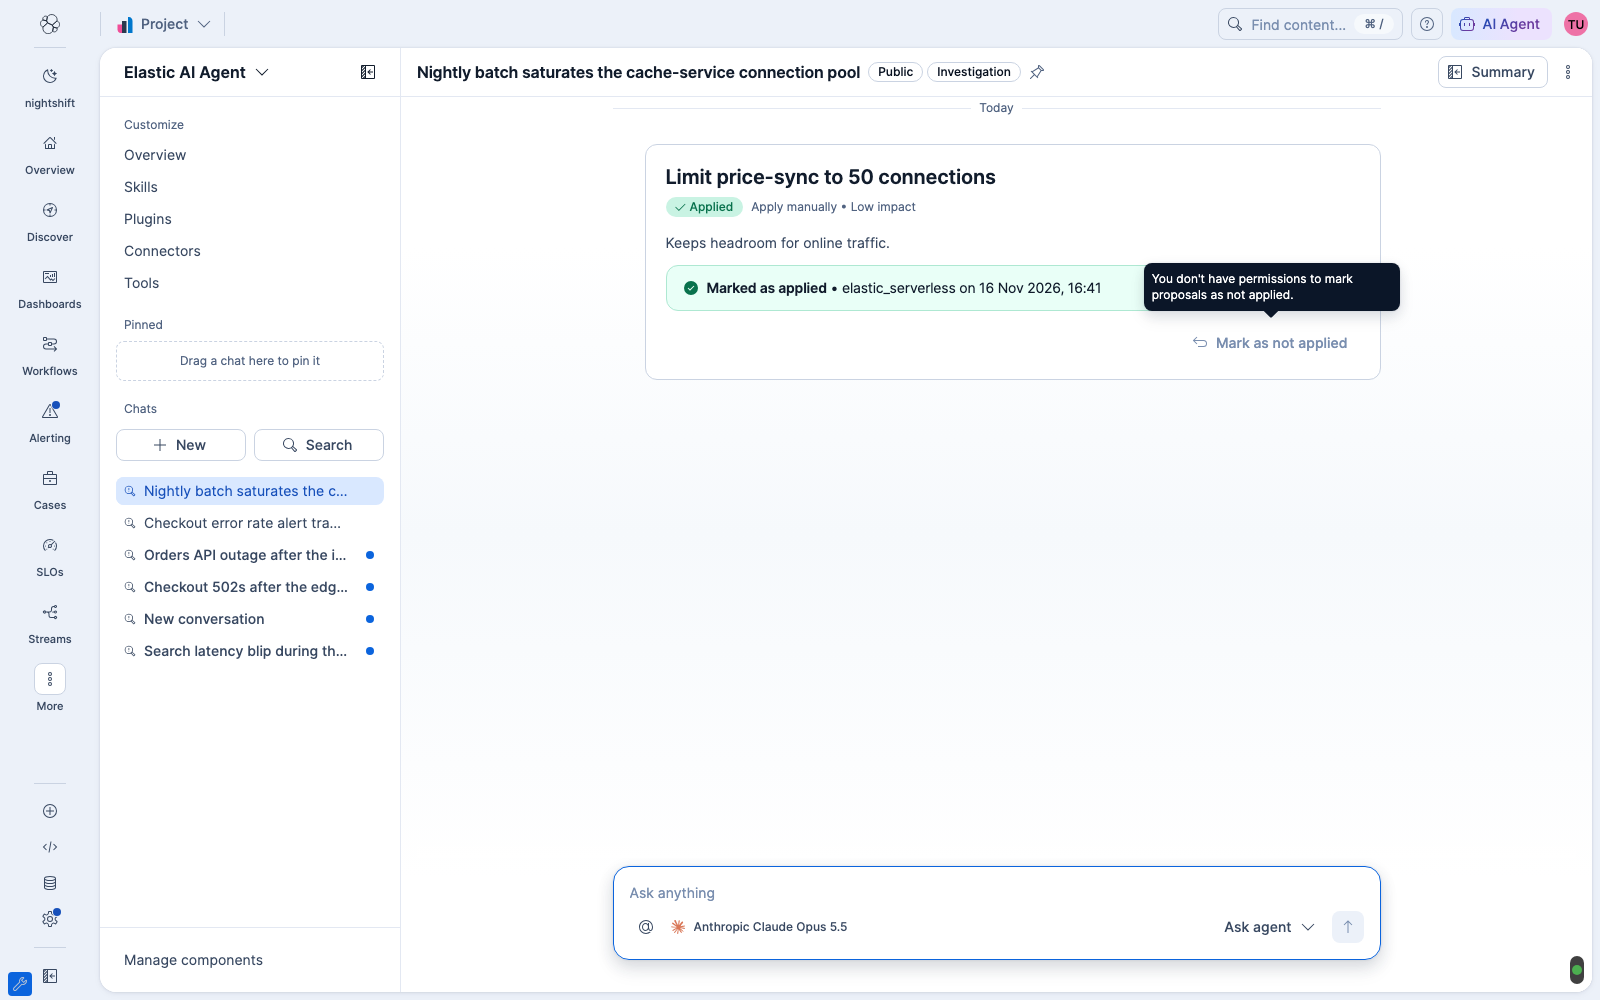 Project
Find content...
⌘ /
AI Agent
TU
nightshift
Overview
Discover
Dashboards
Workflows
Alerting
Cases
SLOs
Streams
More
Elastic AI Agent
Customize
Overview
Skills
Plugins
Connectors
Tools
Pinned
Drag a chat here to pin it
Chats
New
Search
Nightly batch saturates the c...
Checkout error rate alert tra...
Orders API outage after the i...
Checkout 502s after the edg...
New conversation
Search latency blip during th...
Manage components
Nightly batch saturates the cache-service connection pool
Public
Investigation
Summary
Today
Limit price-sync to 50 connections
Applied
Apply manually • Low impact
Keeps headroom for online traffic.
Marked as applied • elastic_serverless on 16 Nov 2026, 16:41
You don't have permissions to mark
proposals as not applied.
Mark as not applied
Ask anything
@
Anthropic Claude Opus 5.5
Ask agent